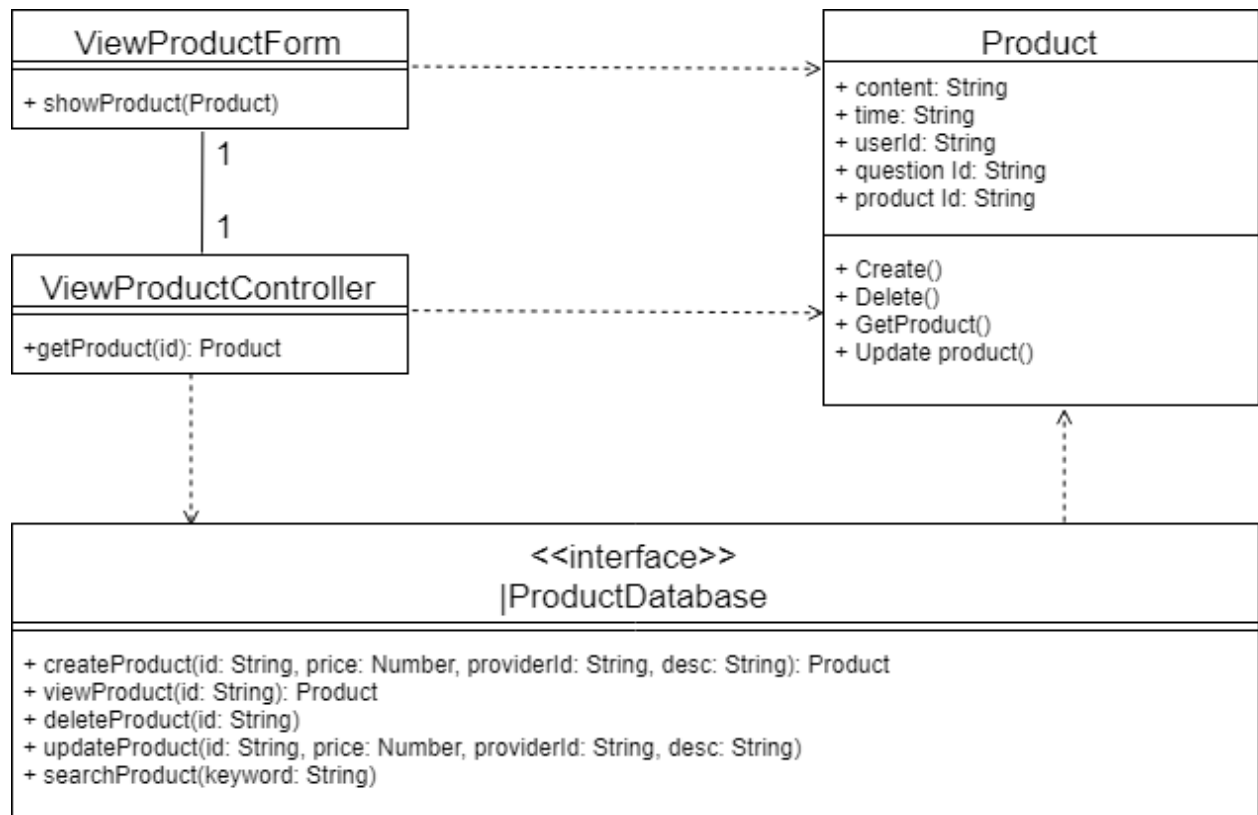 ViewProductForm
+ showProduct(Product)
1
1
ViewProductController
+getProduct(id): Product
Product
+ content: String
+ time: String
+ userId: String
+ question Id: String
+ product Id: String
+ Create()
+ Delete()
+ GetProduct()
+ Update product()
<<interface>>
|ProductDatabase
+ createProduct(id: String, price: Number, providerId: String, desc: String): Product
+ viewProduct(id: String): Product
+ deleteProduct(id: String)
+ updateProduct(id: String, price: Number, providerId: String, desc: String)
+ searchProduct(keyword: String)